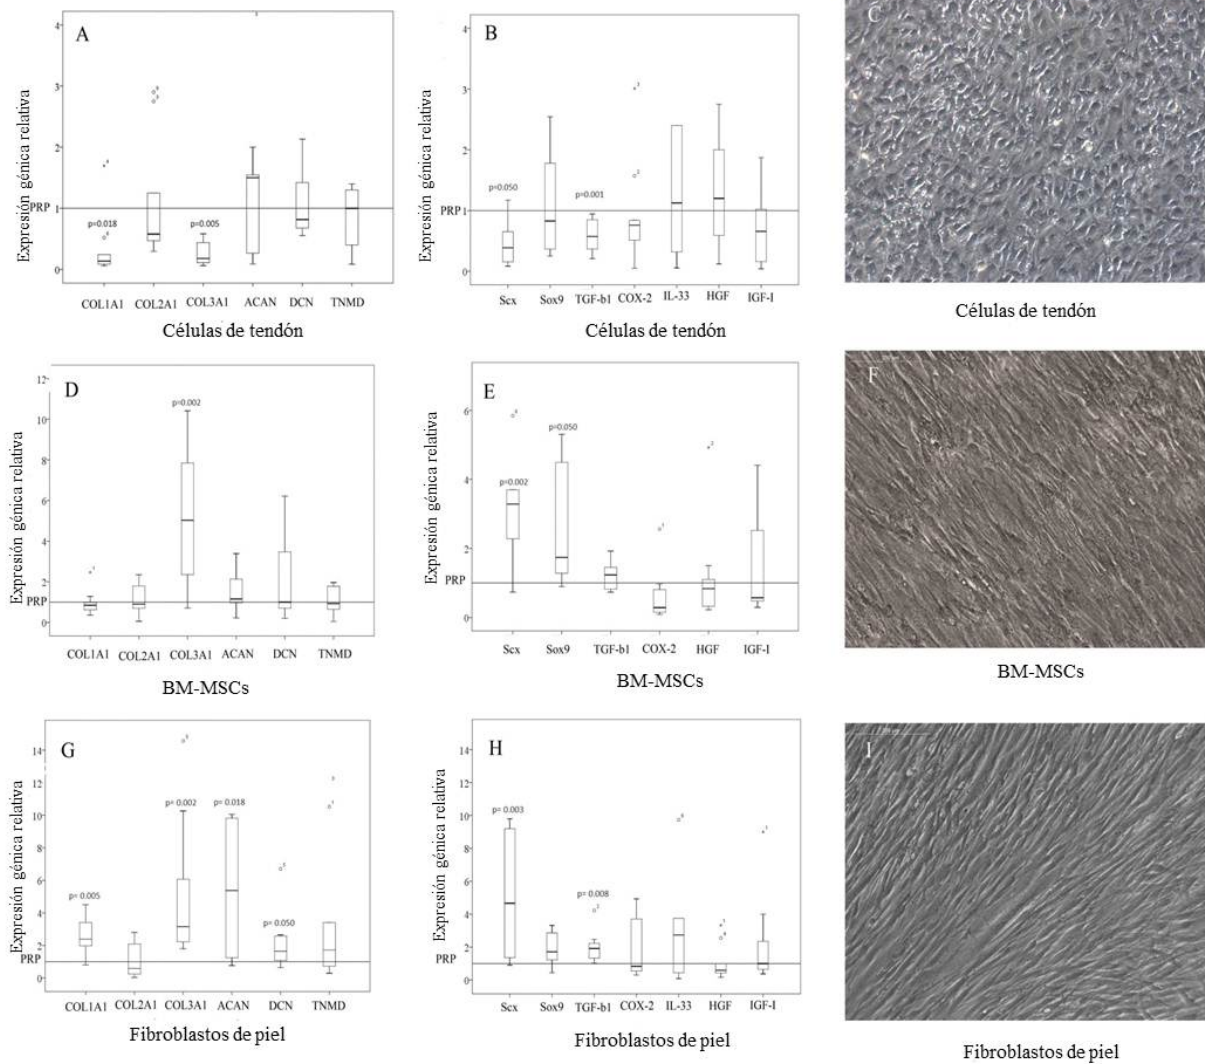 A
Expresión génica relativa
4
3
2
1
0
PRP
p=0.018
p=0.005
COL1A1 COL2A1 COL3A1 ACAN DCN TNMD
Células de tendón
B
Expresión génica relativa
4
3
2
1
0
PRP
p=0.050
p=0.001
Scx Sox9 TGF-b1 COX-2 IL-33 HGF IGF-I
Células de tendón
C
Células de tendón
D
Expresión génica relativa
12
10
8
6
4
2
0
PRP
p=0.002
COL1A1 COL2A1 COL3A1 ACAN DCN TNMD
BM-MSCs
E
Expresión génica relativa
6
4
2
0
PRP
p=0.002
p=0.050
Scx Sox9 TGF-b1 COX-2 HGF IGF-I
BM-MSCs
F
BM-MSCs
G
Expresión génica relativa
14
12
10
8
6
4
2
0
PRP
p= 0.005
p= 0.002
p= 0.018
p= 0.050
COL1A1 COL2A1 COL3A1 ACAN DCN TNMD
Fibroblastos de piel
H
Expresión génica relativa
14
12
10
8
6
4
2
0
PRP
p= 0.003
p= 0.008
Scx Sox9 TGF-b1 COX-2 IL-33 HGF IGF-I
Fibroblastos de piel
I
Fibroblastos de piel